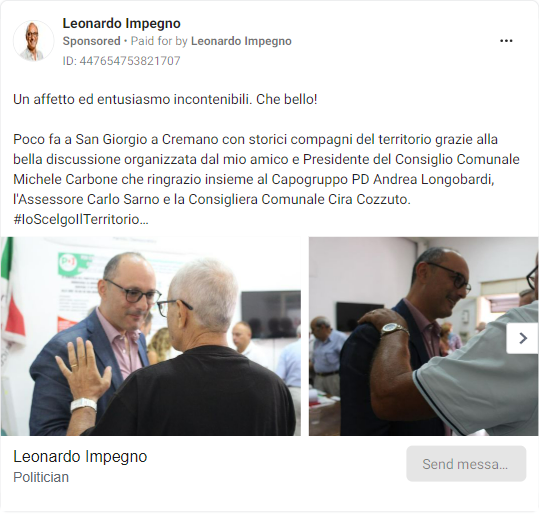 Leonardo Impegno
Sponsored • Paid for by Leonardo Impegno
ID: 447654753821707
Un affetto ed entusiasmo incontenibili. Che bello!
Poco fa a San Giorgio a Cremano con storici compagni del territorio grazie alla
bella discussione organizzata dal mio amico e Presidente del Consiglio Comunale
Michele Carbone che ringrazio insieme al Capogruppo PD Andrea Longobardi,
l'Assessore Carlo Sarno e la Consigliera Comunale Cira Cozzuto.
#IoScelgoIlTerritorio…
Leonardo Impegno
Politician
Send messa…